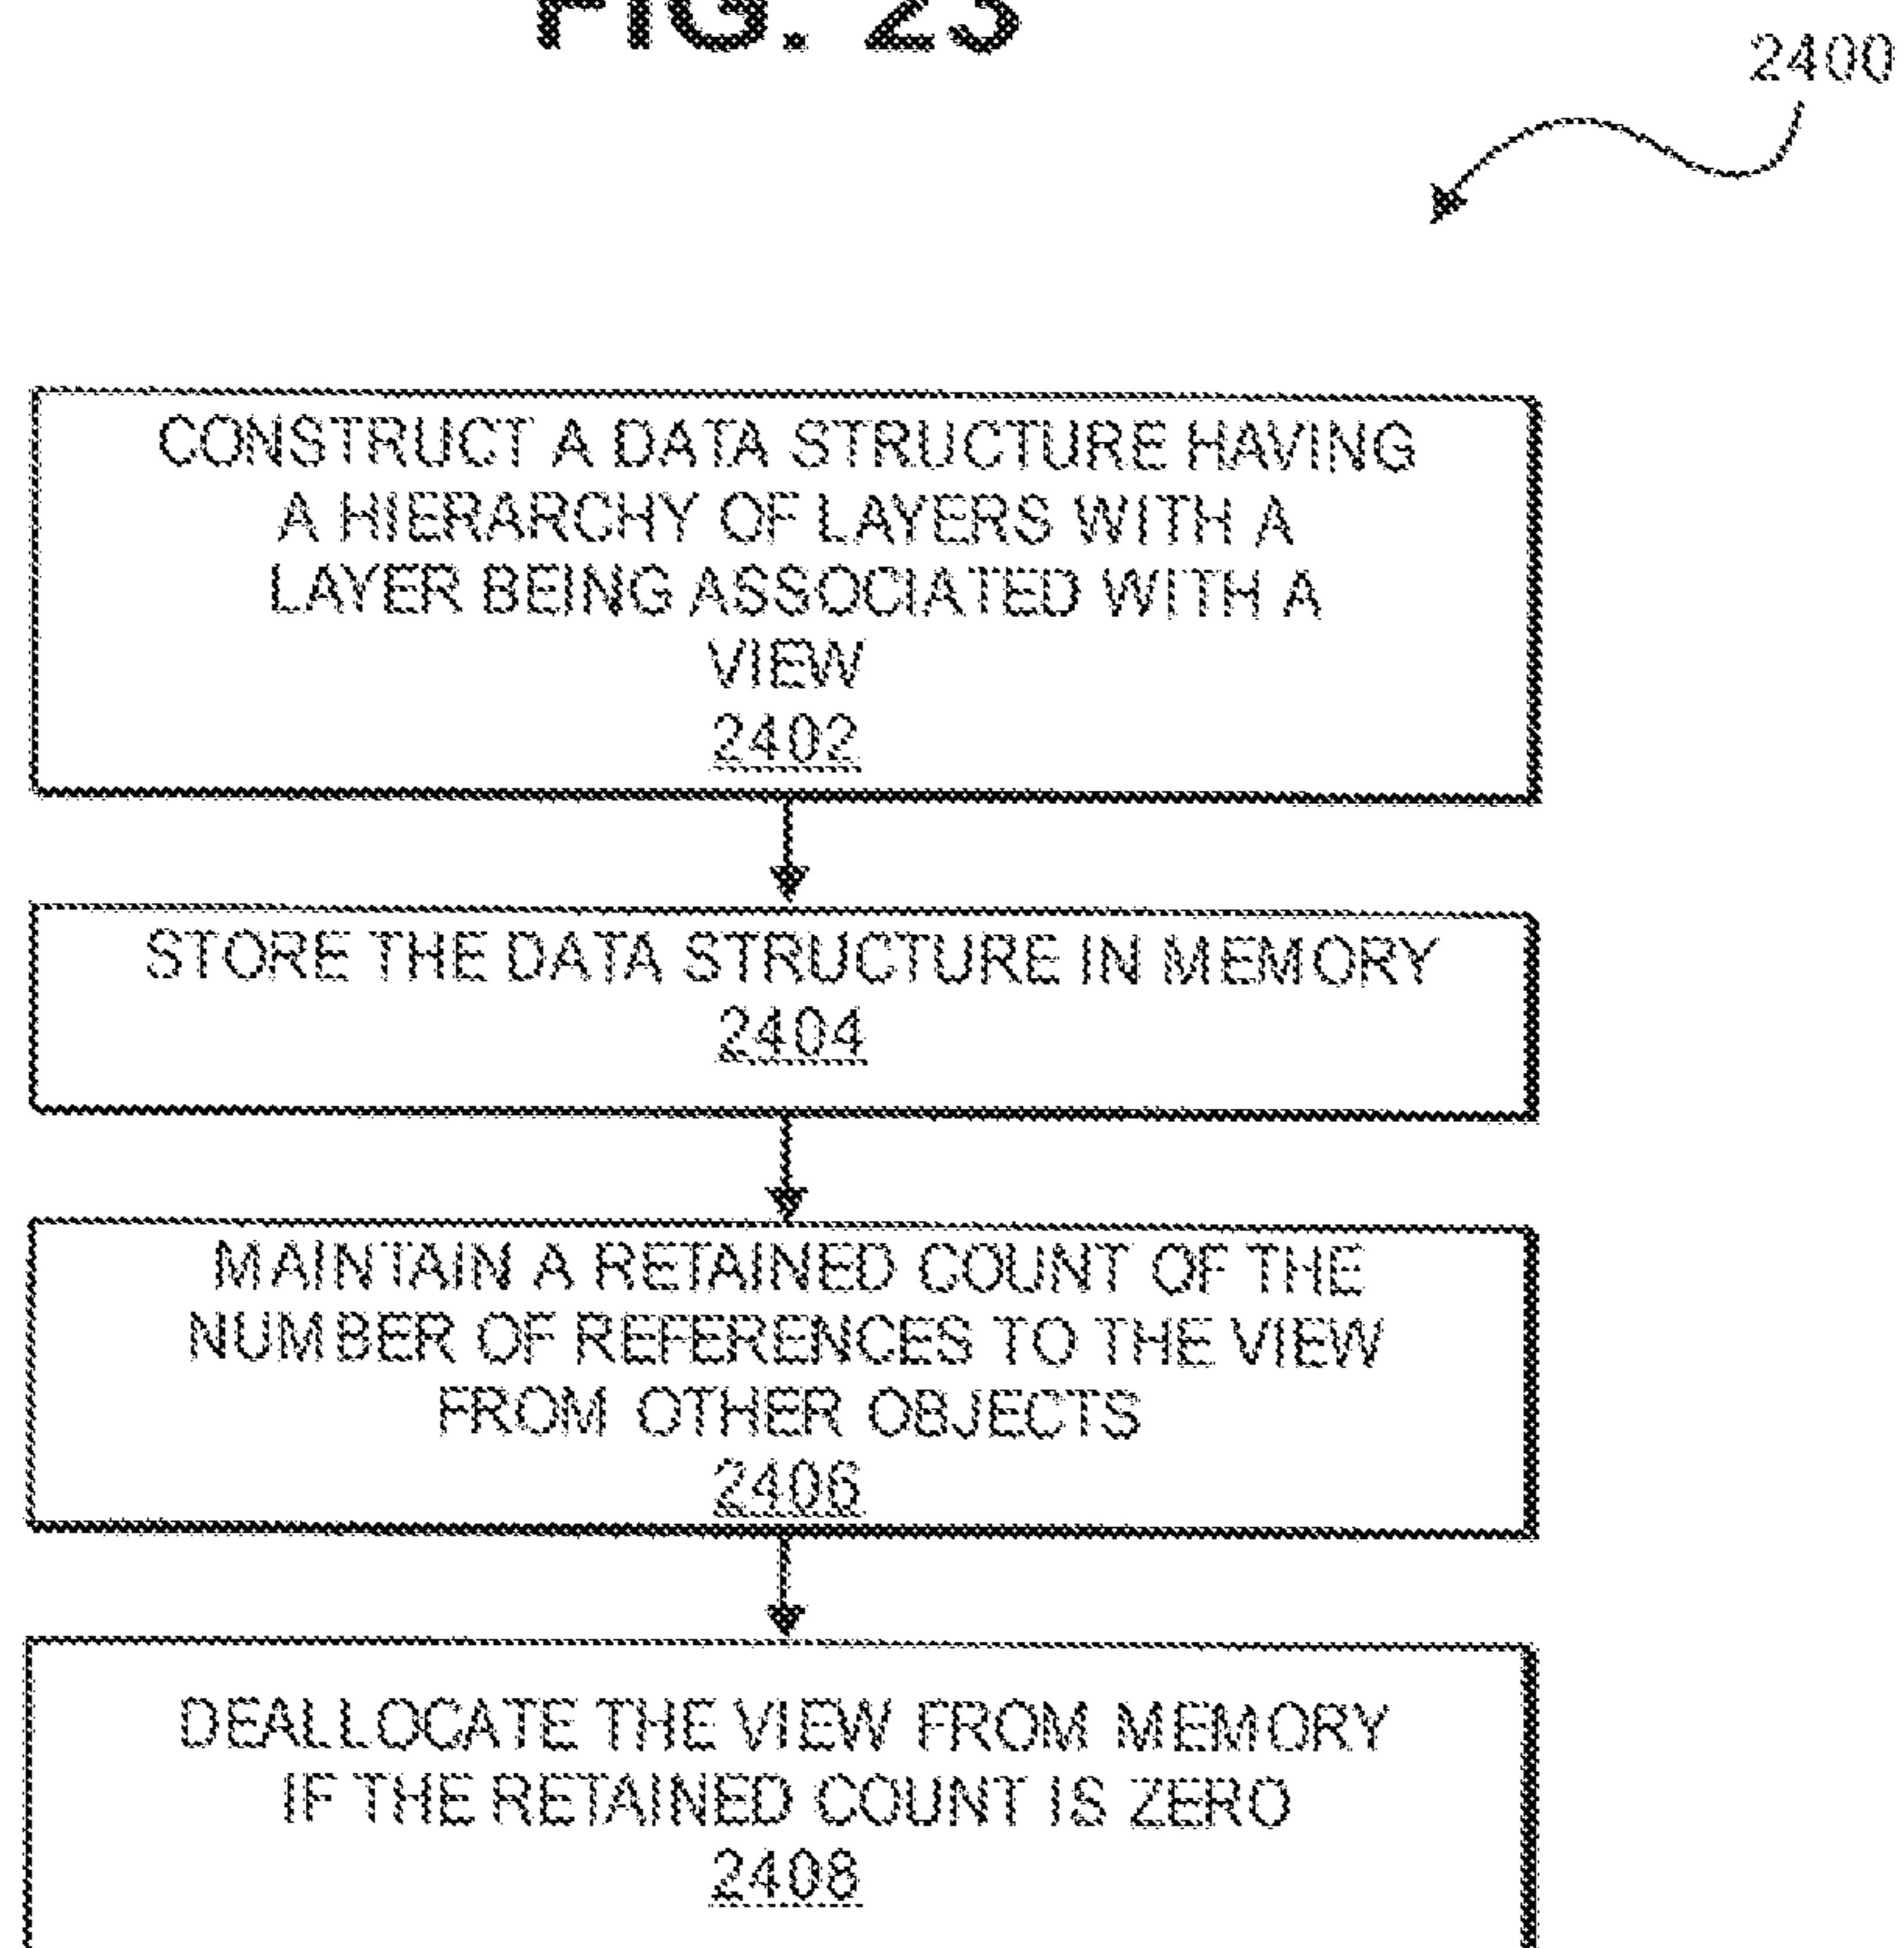 FIG. 23
2400
CONSTRUCT A DATA STRUCTURE HAVING
A HIERARCHY OF LAYERS WITH A
LAYER BEING ASSOCIATED WITH A
VIEW
2402
STORE THE DATA STRUCTURE IN MEMORY
2404
MAINTAIN A RETAINED COUNT OF THE
NUMBER OF REFERENCES TO THE VIEW
FROM OTHER OBJECTS
2406
DEALLOCATE THE VIEW FROM MEMORY
IF THE RETAINED COUNT IS ZERO
2408